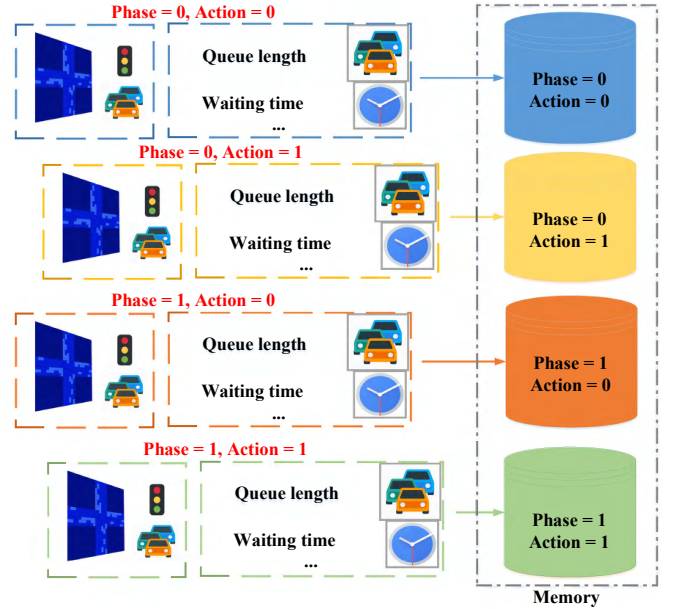 Phase = 0, Action = 0
Queue length
Waiting time
...
Phase = 0
Action = 0
Phase = 0, Action = 1
Queue length
Waiting time
...
Phase = 0
Action = 1
Phase = 1, Action = 0
Queue length
Waiting time
...
Phase = 1
Action = 0
Phase = 1, Action = 1
Queue length
Waiting time
...
Phase = 1
Action = 1
Memory